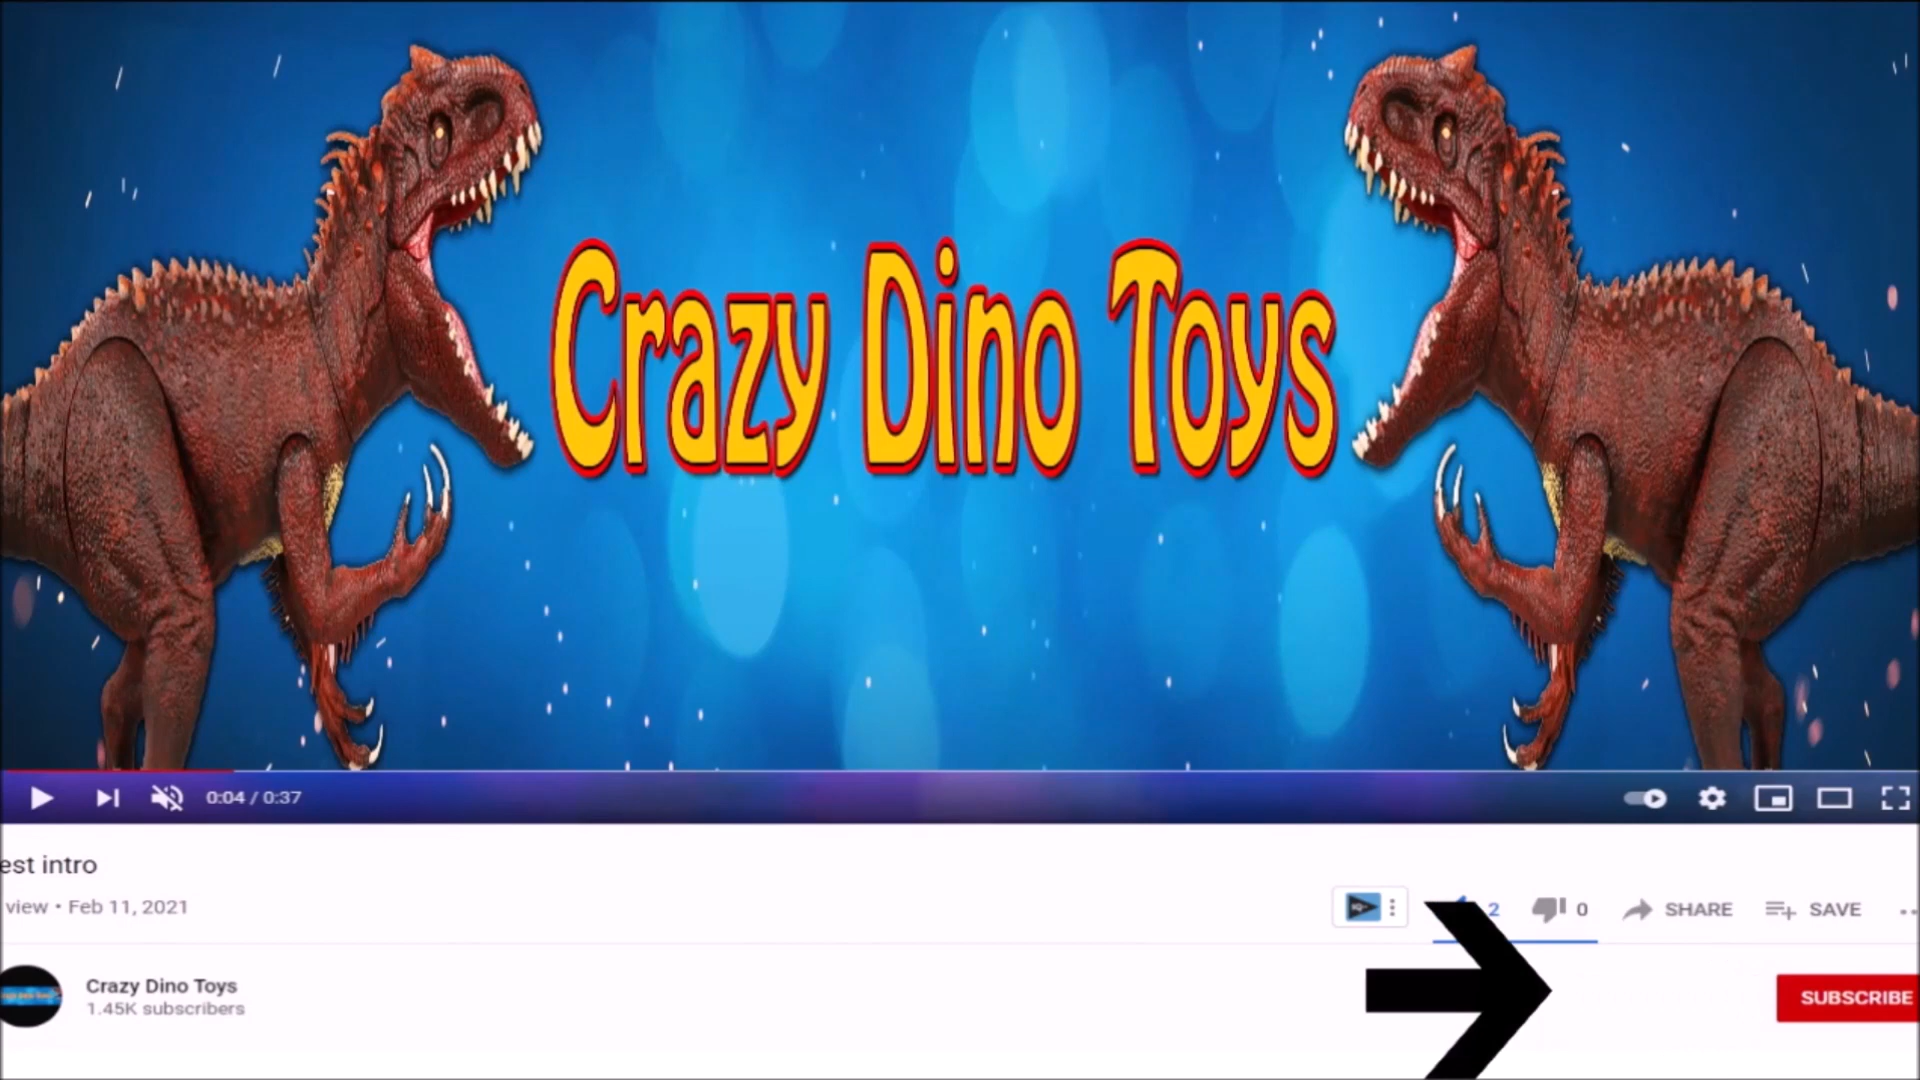 Crazy Dino Toys
0:04 / 0:37
est intro
view • Feb 11, 2021
2
0
SHARE
SAVE
Crazy Dino Toys
1.45K subscribers
SUBSCRIBE